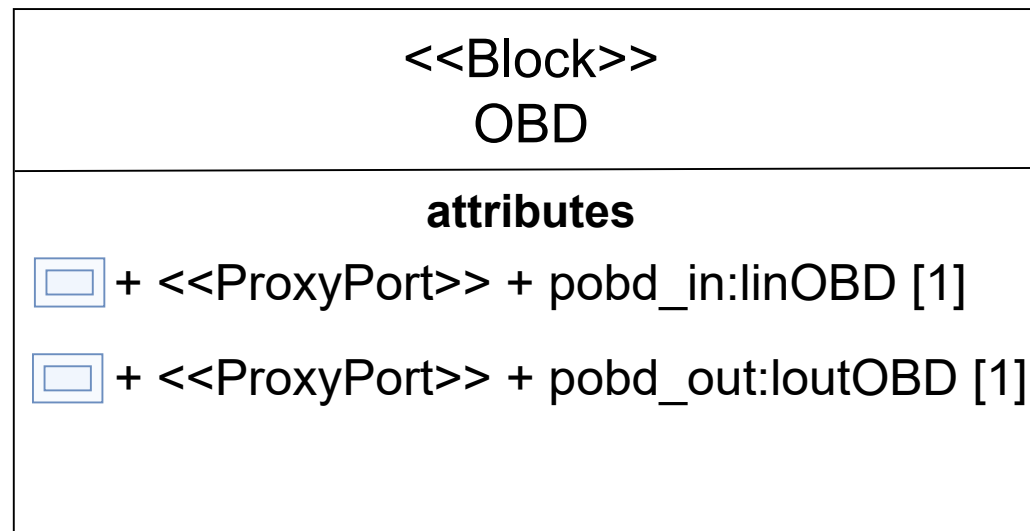 <<Block>>
OBD
attributes
+ <<ProxyPort>> + pobd_in:IinOBD [1]
+ <<ProxyPort>> + pobd_out:IoutOBD [1]